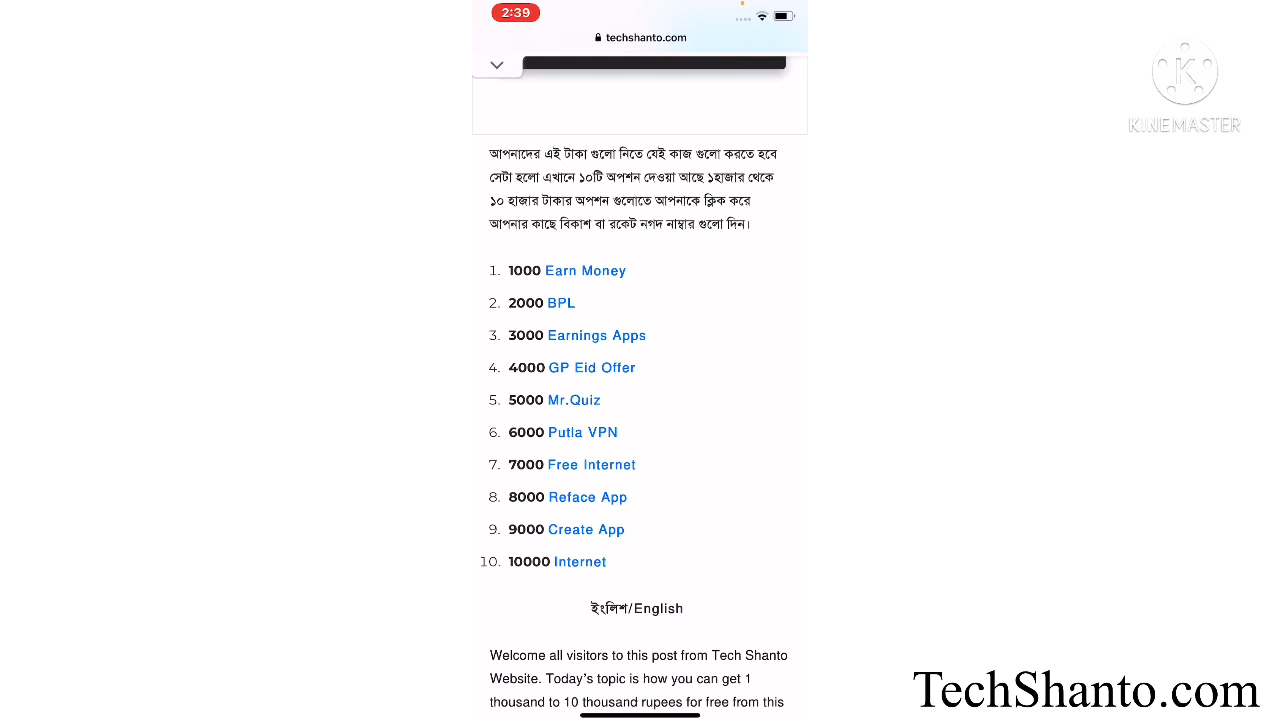 2:39
techshanto.com
KINEMASTER
আপনাদের এই টাকা গুলো নিতে যেই কাজ গুলো করতে হবে
সেটা হলো এখানে ১০টি অপশন দেওয়া আছে ১হাজার থেকে
১০ হাজার টাকার অপশন গুলোতে আপনাকে ক্লিক করে
আপনার কাছে বিকাশ বা রকেট নগদ নাম্বার গুলো দিন।
1. 1000 Earn Money
2. 2000 BPL
3. 3000 Earnings Apps
4. 4000 GP Eid Offer
5. 5000 Mr.Quiz
6. 6000 Putla VPN
7. 7000 Free Internet
8. 8000 Reface App
9. 9000 Create App
10. 10000 Internet
ইংলিশ/English
Welcome all visitors to this post from Tech Shanto
Website. Today’s topic is how you can get 1
thousand to 10 thousand rupees for free from this
TechShanto.com